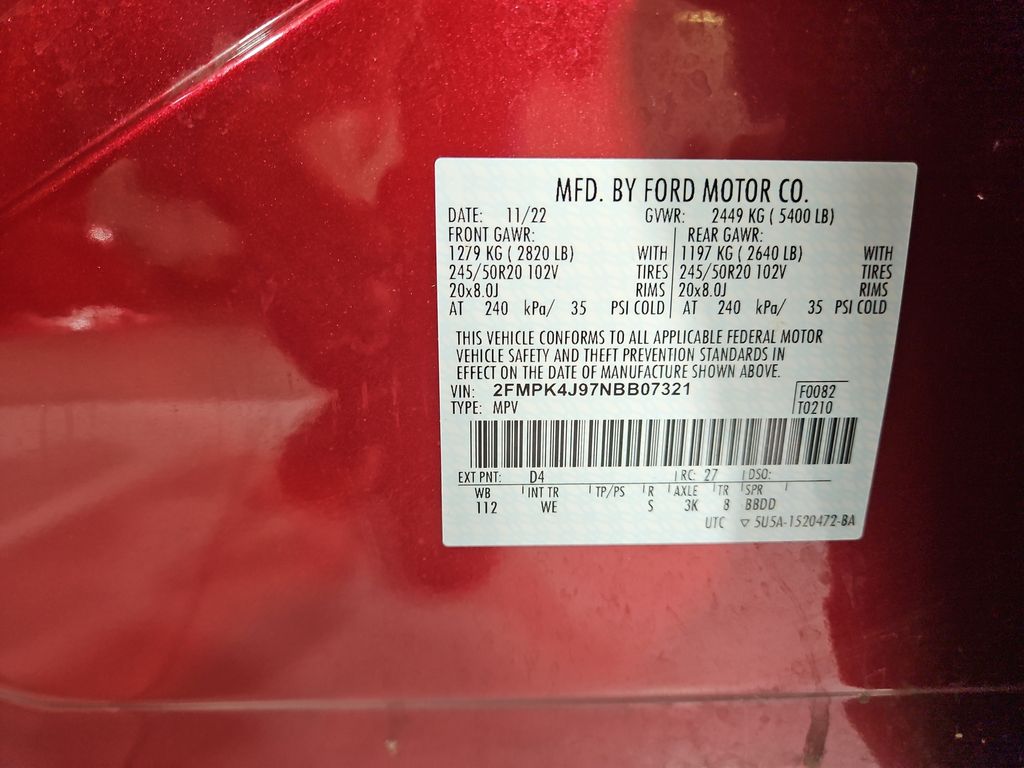 MFD. BY FORD MOTOR CO.
DATE: 11/22 GVWR: 2449 KG ( 5400 LB)
FRONT GAWR: REAR GAWR:
1279 KG ( 2820 LB) WITH 1197 KG ( 2640 LB) WITH
245/50R20 102V TIRES 245/50R20 102V TIRES
20x8.0J RIMS 20x8.0J RIMS
AT 240 kPa/ 35 PSI COLD AT 240 kPa/ 35 PSI COLD
THIS VEHICLE CONFORMS TO ALL APPLICABLE FEDERAL MOTOR
VEHICLE SAFETY AND THEFT PREVENTION STANDARDS IN
EFFECT ON THE DATE OF MANUFACTURE SHOWN ABOVE.
VIN: 2FMPK4J97NBB07321 F0082
TYPE: MPV T0210
EXT PNT: D4 RC: 27 DSO:
WB INT TR TP/PS R AXLE TR SPR
112 WE S 3K 8 BBDD
UTC ▽ 5U5A-1520472-BA